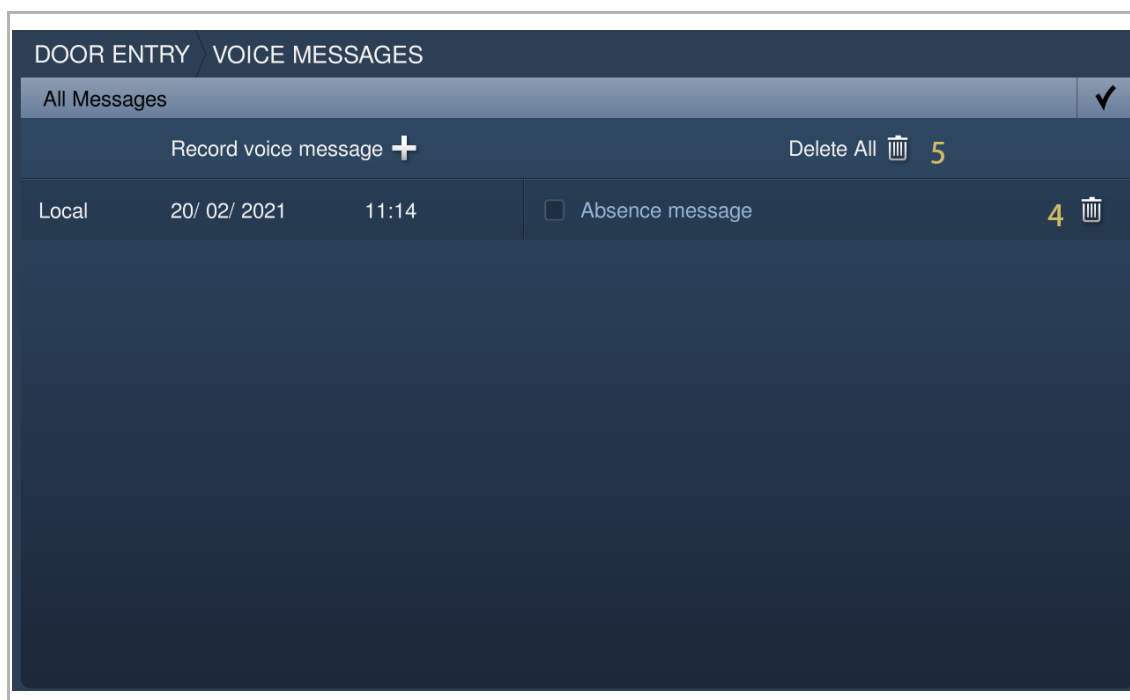 DOOR ENTRY VOICE MESSAGES
All Messages
Record voice message Delete All 5
Local 20/ 02/ 2021 11:14 Absence message 4